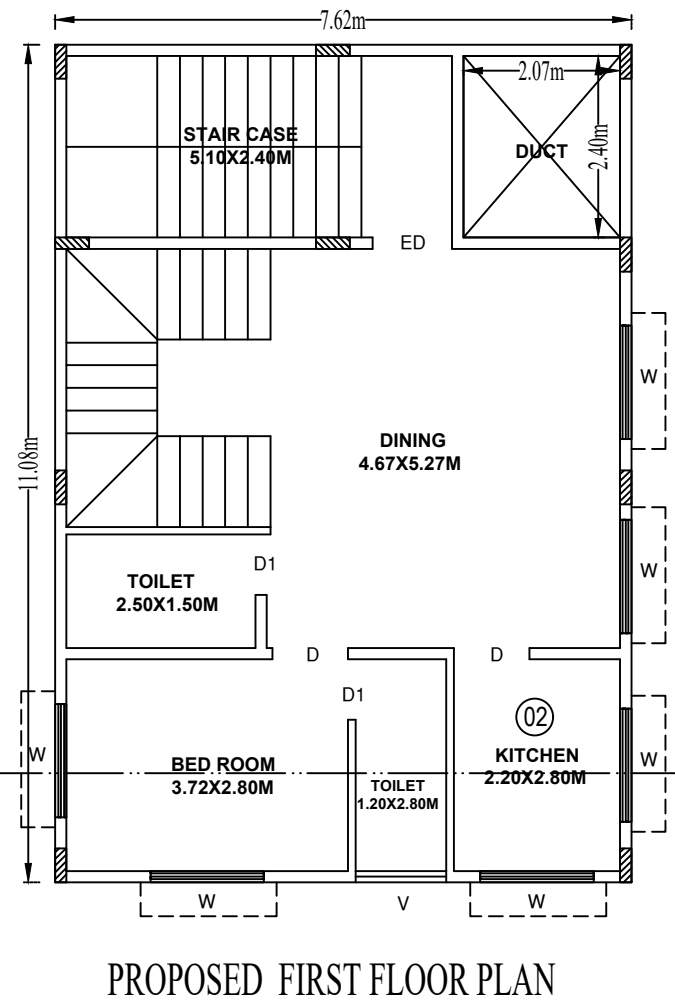 7.62m
2.07m
STAIR CASE
5.10X2.40M
DUCT
2.40m
ED
W
11.08m
DINING
4.67X5.27M
D1
TOILET
2.50X1.50M
W
D
D
D1
02
W
BED ROOM
3.72X2.80M
KITCHEN
2.20X2.80M
W
TOILET
1.20X2.80M
W
V
W
PROPOSED FIRST FLOOR PLAN